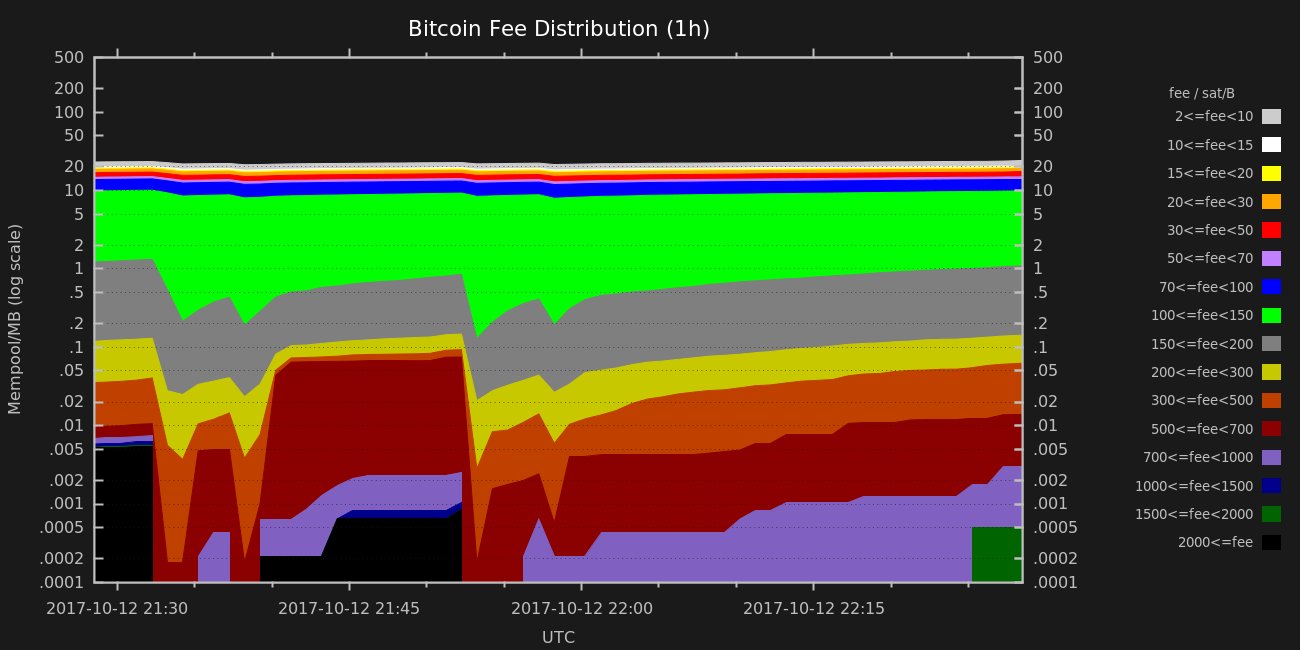 Bitcoin Fee Distribution (1h)
Mempool/MB (log scale)
500
200
100
50
20
10
5
2
1
.5
.2
.1
.05
.02
.01
.005
.002
.001
.0005
.0002
.0001
500
200
100
50
20
10
5
2
1
.5
.2
.1
.05
.02
.01
.005
.002
.001
.0005
.0002
.0001
2017-10-12 21:30 2017-10-12 21:45 2017-10-12 22:00 2017-10-12 22:15
UTC
fee / sat/B
2<=fee<10
10<=fee<15
15<=fee<20
20<=fee<30
30<=fee<50
50<=fee<70
70<=fee<100
100<=fee<150
150<=fee<200
200<=fee<300
300<=fee<500
500<=fee<700
700<=fee<1000
1000<=fee<1500
1500<=fee<2000
2000<=fee